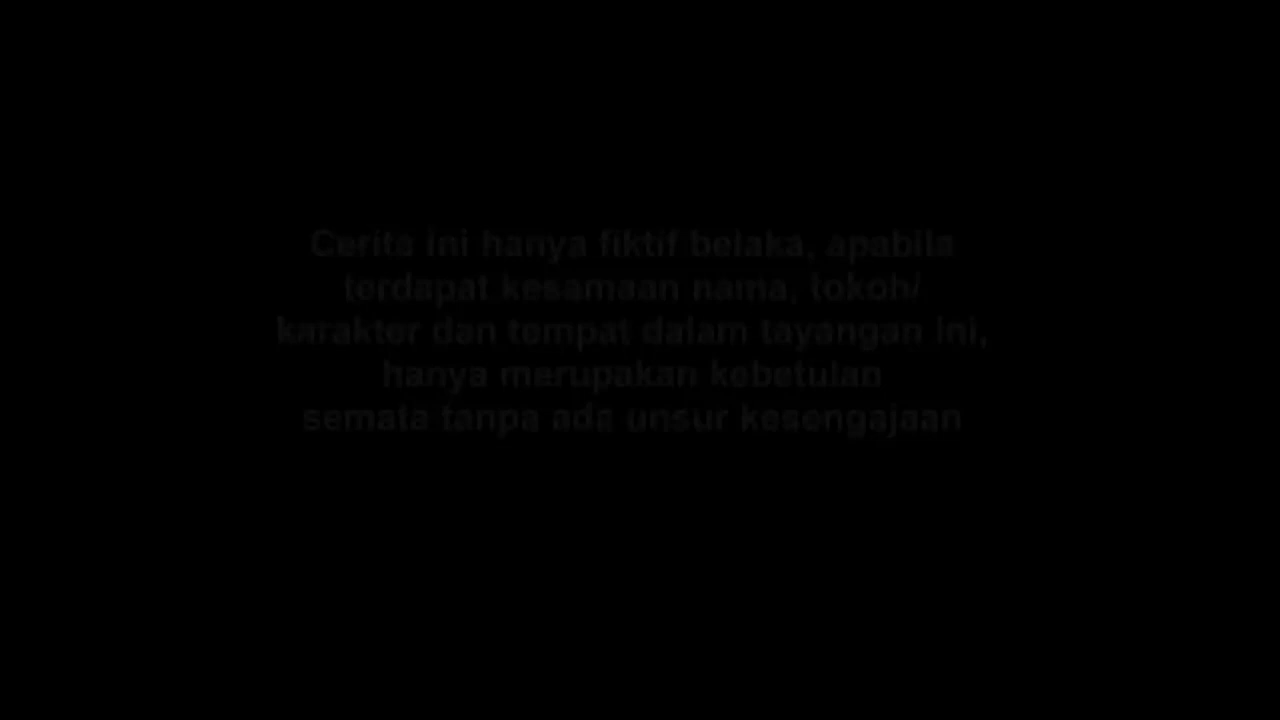 Cerita ini hanya fiktif belaka, apabila
terdapat kesamaan nama, tokoh/
karakter dan tempat dalam tayangan ini,
hanya merupakan kebetulan
semata tanpa ada unsur kesengajaan